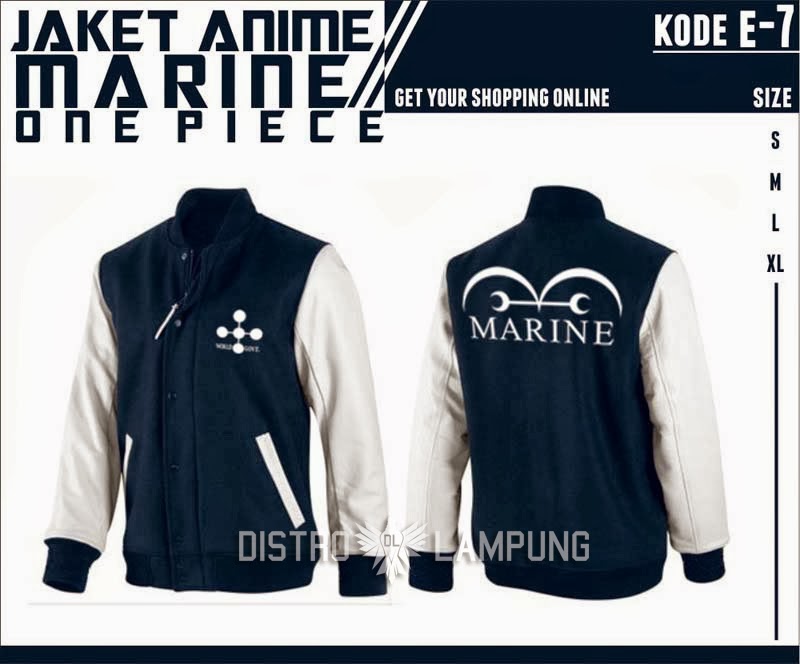 JAKET ANIME
MARINE//
ONE PIECE
KODE E-7
GET YOUR SHOPPING ONLINE
SIZE
S
M
L
XL
WORLD GOVT.
MARINE
DISTRO DL LAMPUNG